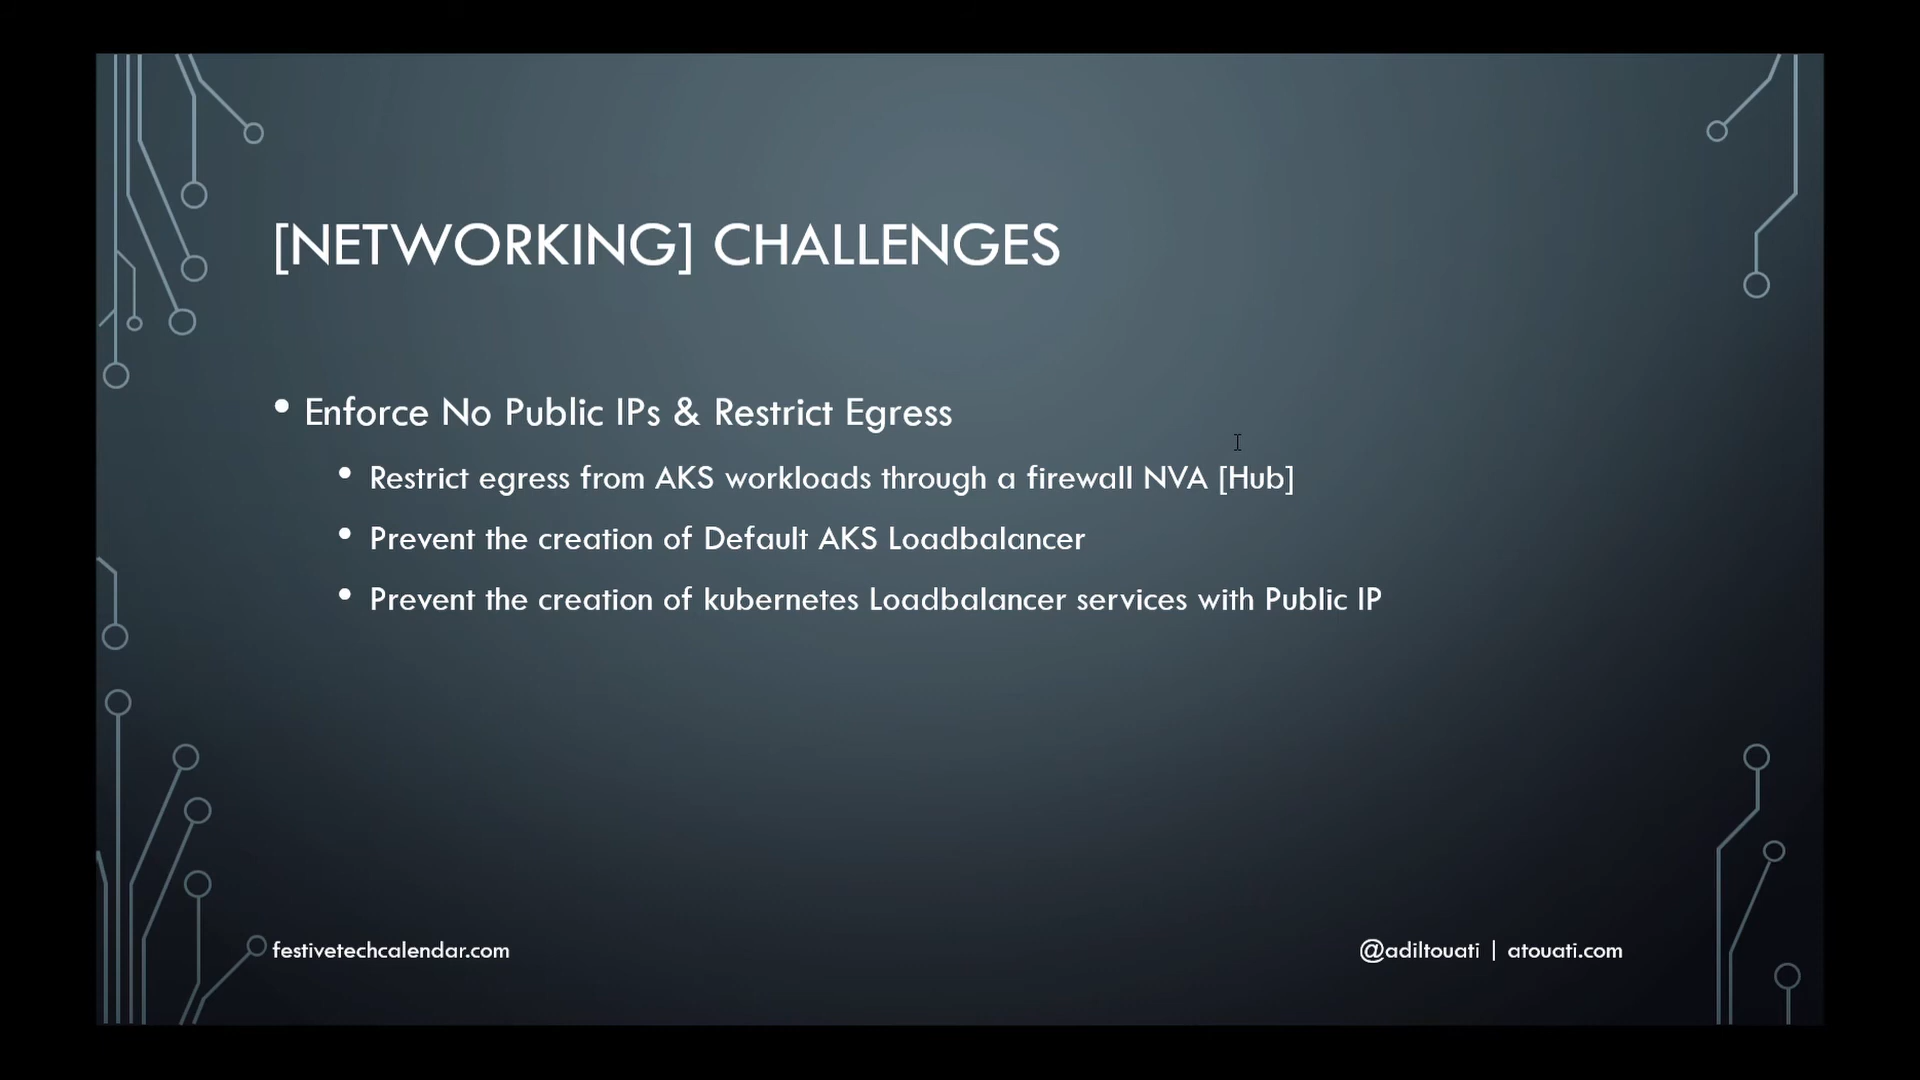 [NETWORKING] CHALLENGES
• Enforce No Public IPs & Restrict Egress
• Restrict egress from AKS workloads through a firewall NVA [Hub]
• Prevent the creation of Default AKS Loadbalancer
• Prevent the creation of kubernetes Loadbalancer services with Public IP
festivetechcalendar.com
@adiltouati | atouati.com